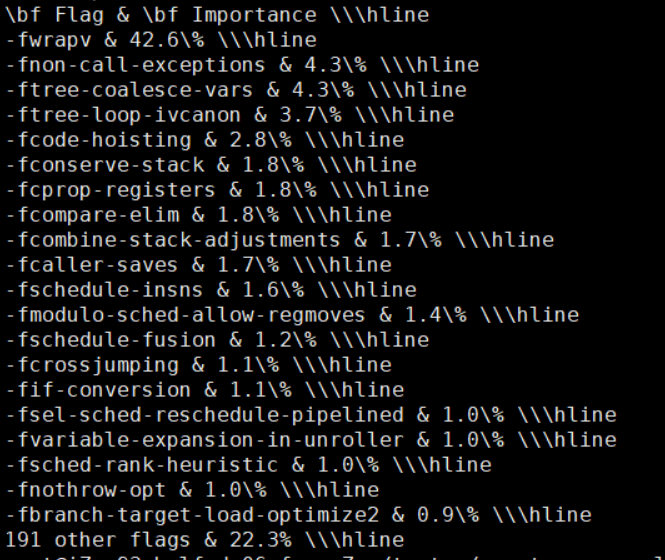 \bf Flag & \bf Importance \\\hline
-fwrapv & 42.6\% \\\hline
-fnon-call-exceptions & 4.3\% \\\hline
-ftree-coalesce-vars & 4.3\% \\\hline
-ftree-loop-ivcanon & 3.7\% \\\hline
-fcode-hoisting & 2.8\% \\\hline
-fconserve-stack & 1.8\% \\\hline
-fcprop-registers & 1.8\% \\\hline
-fcompare-elim & 1.8\% \\\hline
-fcombine-stack-adjustments & 1.7\% \\\hline
-fcaller-saves & 1.7\% \\\hline
-fschedule-insns & 1.6\% \\\hline
-fmodulo-sched-allow-regmoves & 1.4\% \\\hline
-fschedule-fusion & 1.2\% \\\hline
-fcrossjumping & 1.1\% \\\hline
-fif-conversion & 1.1\% \\\hline
-fsel-sched-reschedule-pipelined & 1.0\% \\\hline
-fvariable-expansion-in-unroller & 1.0\% \\\hline
-fsched-rank-heuristic & 1.0\% \\\hline
-fnothrow-opt & 1.0\% \\\hline
-fbranch-target-load-optimize2 & 0.9\% \\\hline
191 other flags & 22.3\% \\\hline